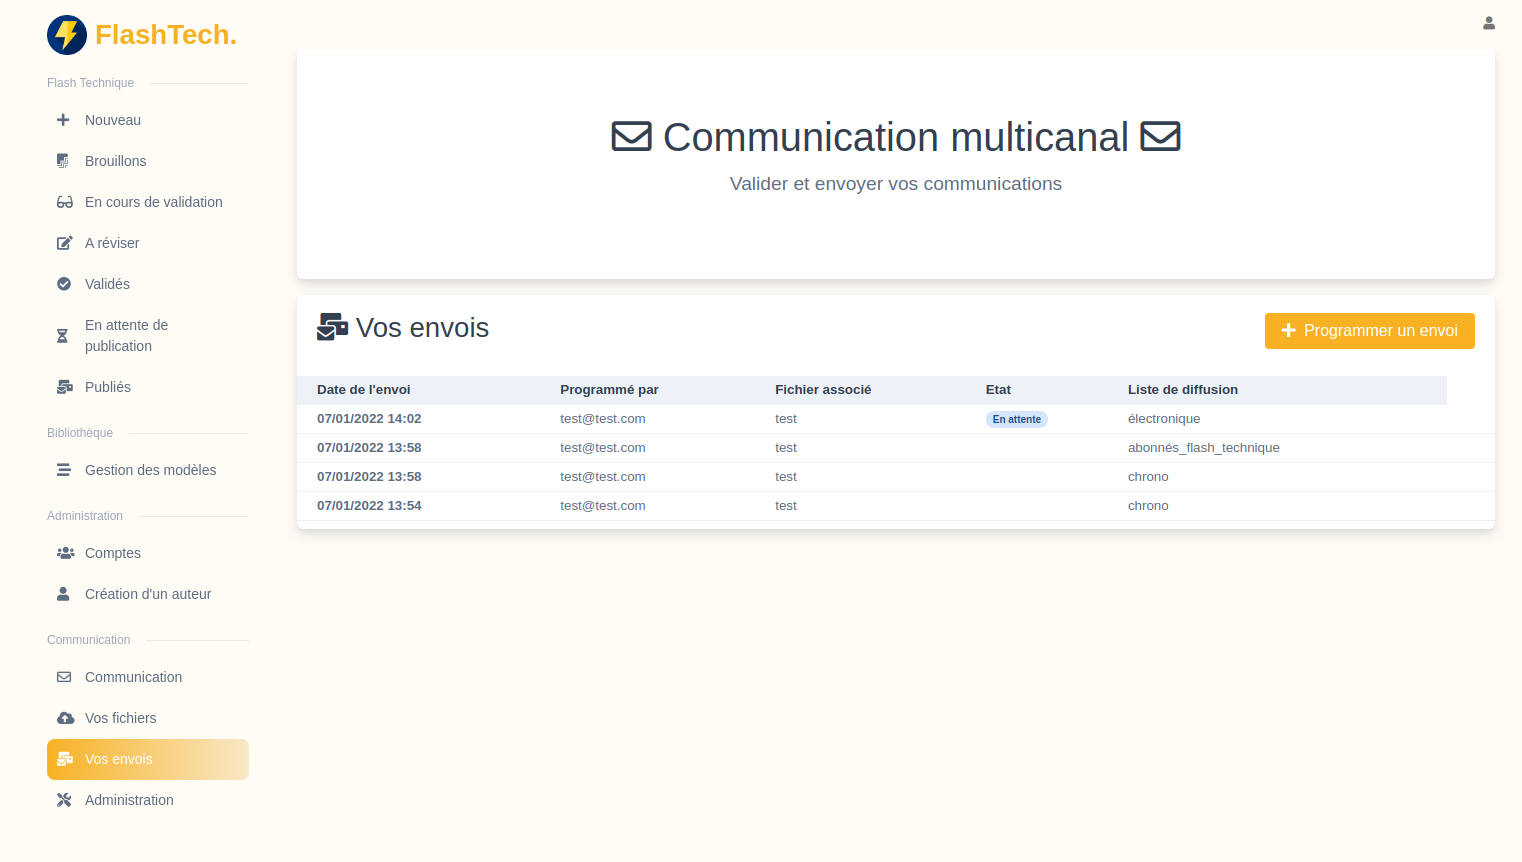 FlashTech.
Flash Technique
Nouveau
Brouillons
En cours de validation
A réviser
Validés
En attente de
publication
Publiés
Bibliothèque
Gestion des modèles
Administration
Comptes
Création d'un auteur
Communication
Communication
Vos fichiers
Vos envois
Administration
Communication multicanal
Valider et envoyer vos communications
Vos envois
Programmer un envoi
Date de l'envoi Programmé par Fichier associé Etat Liste de diffusion
07/01/2022 14:02 test@test.com test En attente électronique
07/01/2022 13:58 test@test.com test abonnés_flash_technique
07/01/2022 13:58 test@test.com test chrono
07/01/2022 13:54 test@test.com test chrono